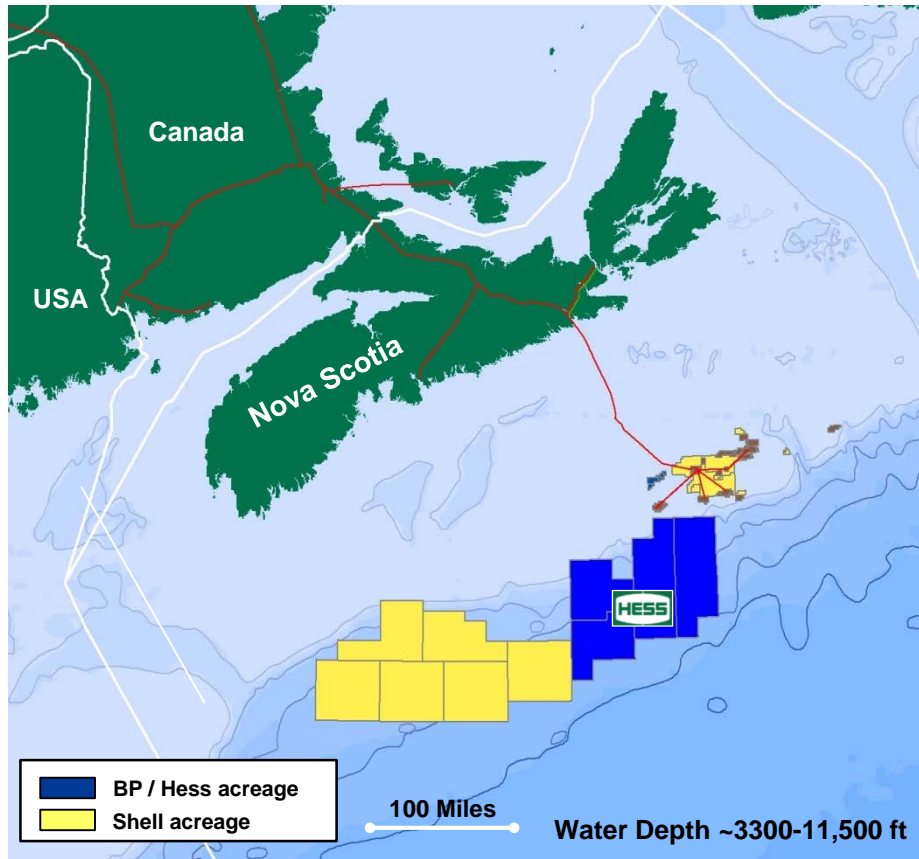 Canada
USA
Nova Scotia
HESS
BP / Hess acreage
Shell acreage
100 Miles
Water Depth ~3300-11,500 ft